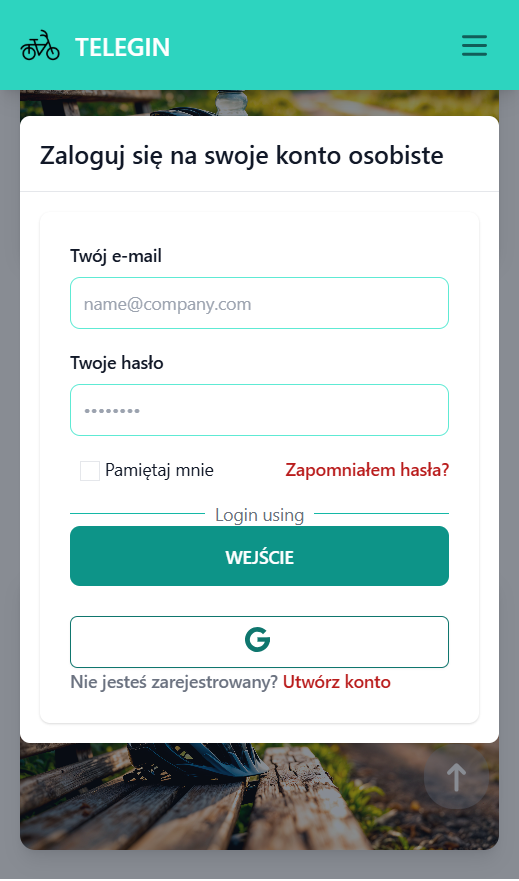 TELEGIN
Zaloguj się na swoje konto osobiste
Twój e-mail
name@company.com
Twoje hasło
••••••••
Pamiętaj mnie
Zapomniałem hasła?
Login using
WEJŚCIE
G
Nie jesteś zarejestrowany? Utwórz konto